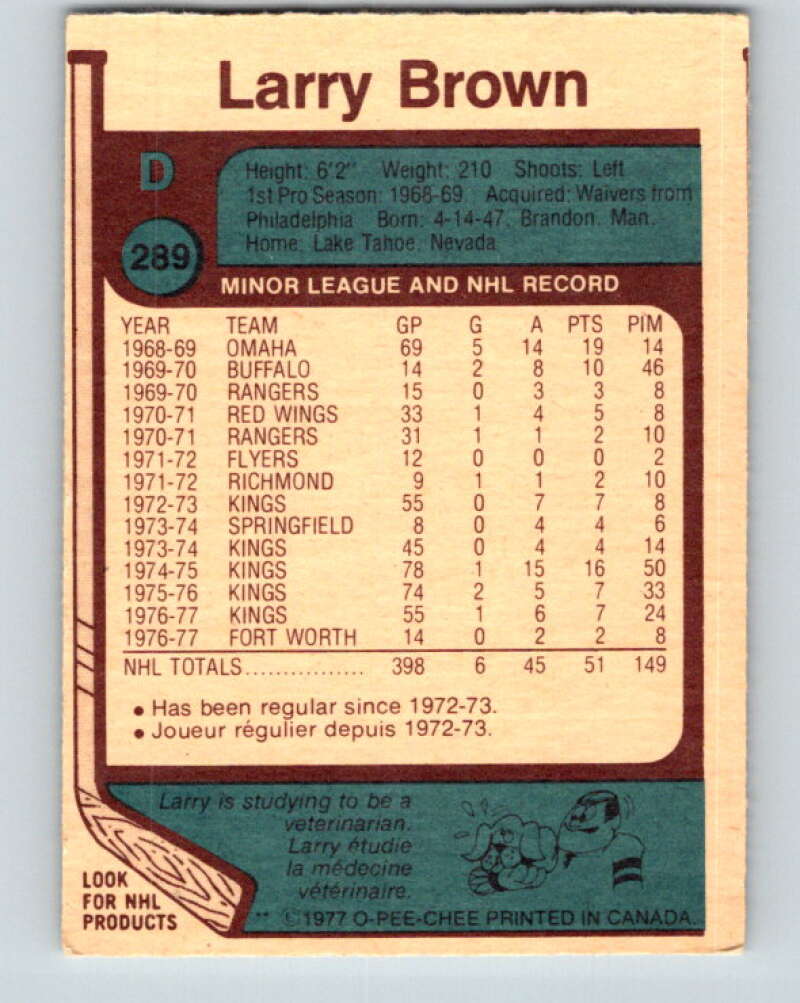 Larry Brown
D
Height: 6'2" Weight: 210 Shoots: Left
1st Pro Season: 1968-69 Acquired: Waivers from
Philadelphia Born: 4-14-47, Brandon, Man.
Home: Lake Tahoe, Nevada
289
MINOR LEAGUE AND NHL RECORD
YEAR TEAM GP G A PTS PIM
1968-69 OMAHA 69 5 14 19 14
1969-70 BUFFALO 14 2 8 10 46
1969-70 RANGERS 15 0 3 3 8
1970-71 RED WINGS 33 1 4 5 8
1970-71 RANGERS 31 1 1 2 10
1971-72 FLYERS 12 0 0 0 2
1971-72 RICHMOND 9 1 1 2 10
1972-73 KINGS 55 0 7 7 8
1973-74 SPRINGFIELD 8 0 4 4 6
1973-74 KINGS 45 0 4 4 14
1974-75 KINGS 78 1 15 16 50
1975-76 KINGS 74 2 5 7 33
1976-77 KINGS 55 1 6 7 24
1976-77 FORT WORTH 14 0 2 2 8
NHL TOTALS................ 398 6 45 51 149
• Has been regular since 1972-73.
• Joueur régulier depuis 1972-73.
Larry is studying to be a
veterinarian.
Larry étudie
la médecine
vétérinaire.
LOOK
FOR NHL
PRODUCTS
** ©1977 O-PEE-CHEE PRINTED IN CANADA.